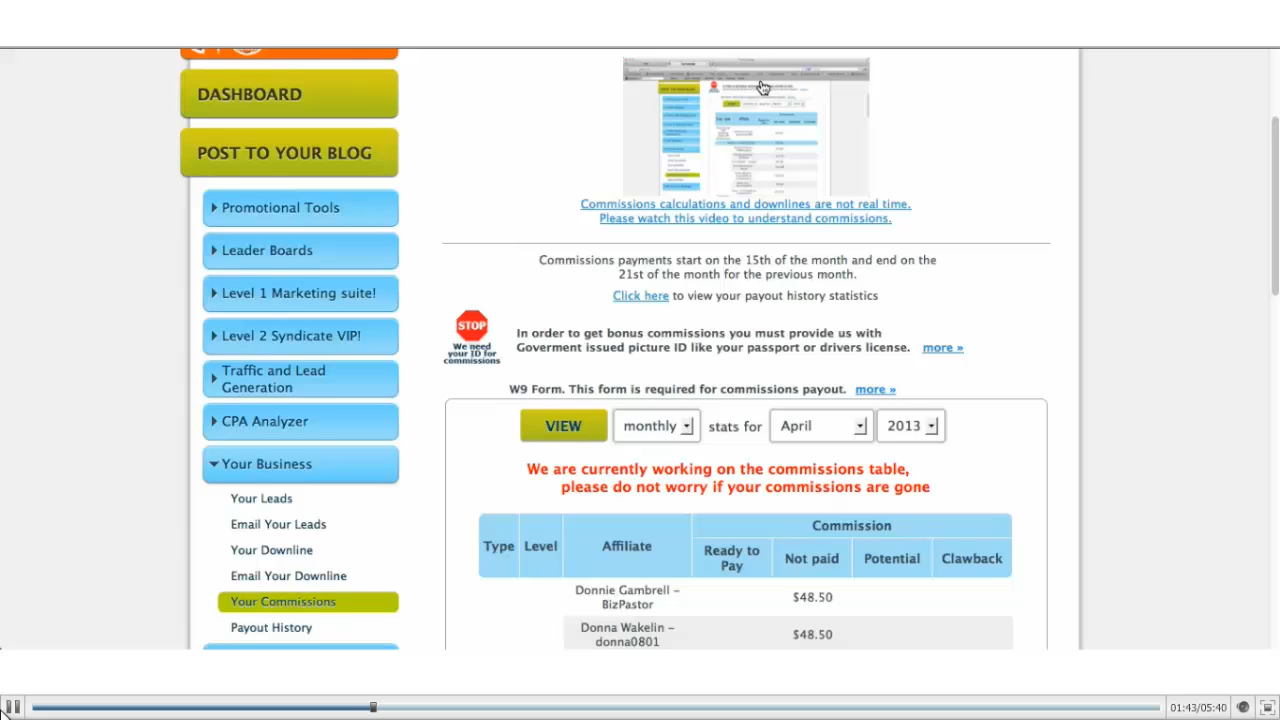 DASHBOARD
POST TO YOUR BLOG
Promotional Tools
Leader Boards
Level 1 Marketing suite!
Level 2 Syndicate VIP!
Traffic and Lead
Generation
CPA Analyzer
Your Business
Your Leads
Email Your Leads
Your Downline
Email Your Downline
Your Commissions
Payout History
Commissions calculations and downlines are not real time.
Please watch this video to understand commissions.
Commissions payments start on the 15th of the month and end on the
21st of the month for the previous month.
Click here to view your payout history statistics
STOP
We need
your ID for
commissions
In order to get bonus commissions you must provide us with
Goverment issued picture ID like your passport or drivers license. more »
W9 Form. This form is required for commissions payout. more »
VIEW monthly stats for April 2013
We are currently working on the commissions table,
please do not worry if your commissions are gone
Commission
Type Level Affiliate Ready to Pay Not paid Potential Clawback
Donnie Gambrell –
BizPastor $48.50
Donna Wakelin –
donna0801 $48.50
01:43/05:40